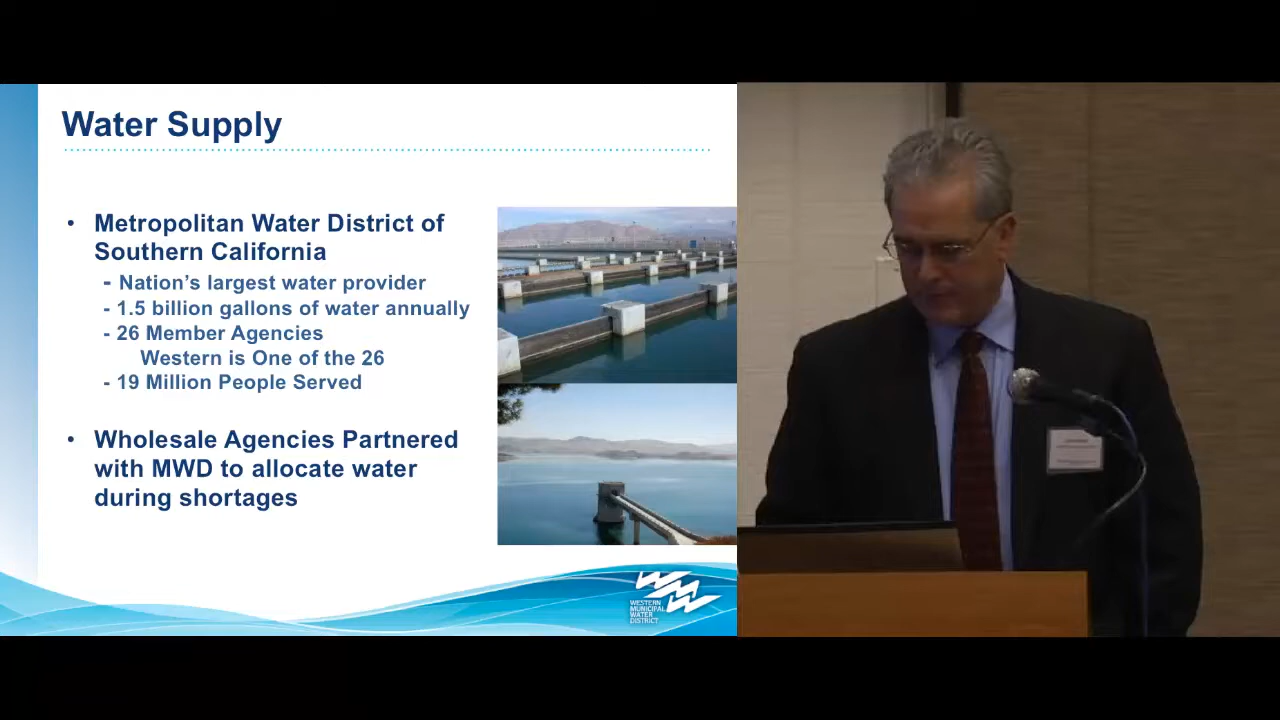 Water Supply
• Metropolitan Water District of
Southern California
- Nation's largest water provider
- 1.5 billion gallons of water annually
- 26 Member Agencies
Western is One of the 26
- 19 Million People Served
• Wholesale Agencies Partnered
with MWD to allocate water
during shortages
WESTERN
MUNICIPAL
WATER
DISTRICT